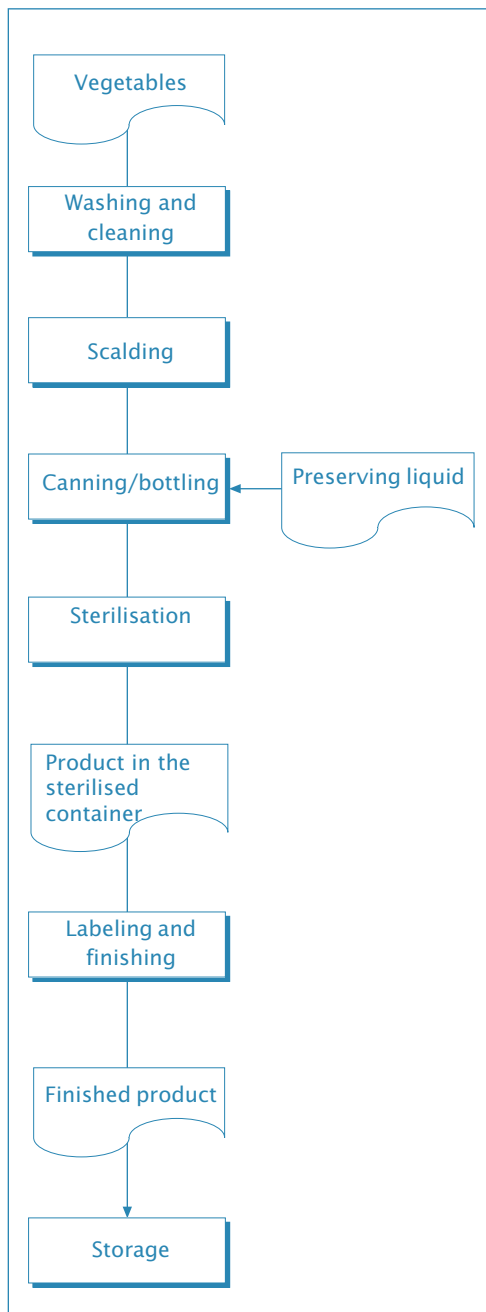 Vegetables
Washing and
cleaning
Scalding
Canning/bottling
Preserving liquid
Sterilisation
Product in the
sterilised
container
Labeling and
finishing
Finished product
Storage